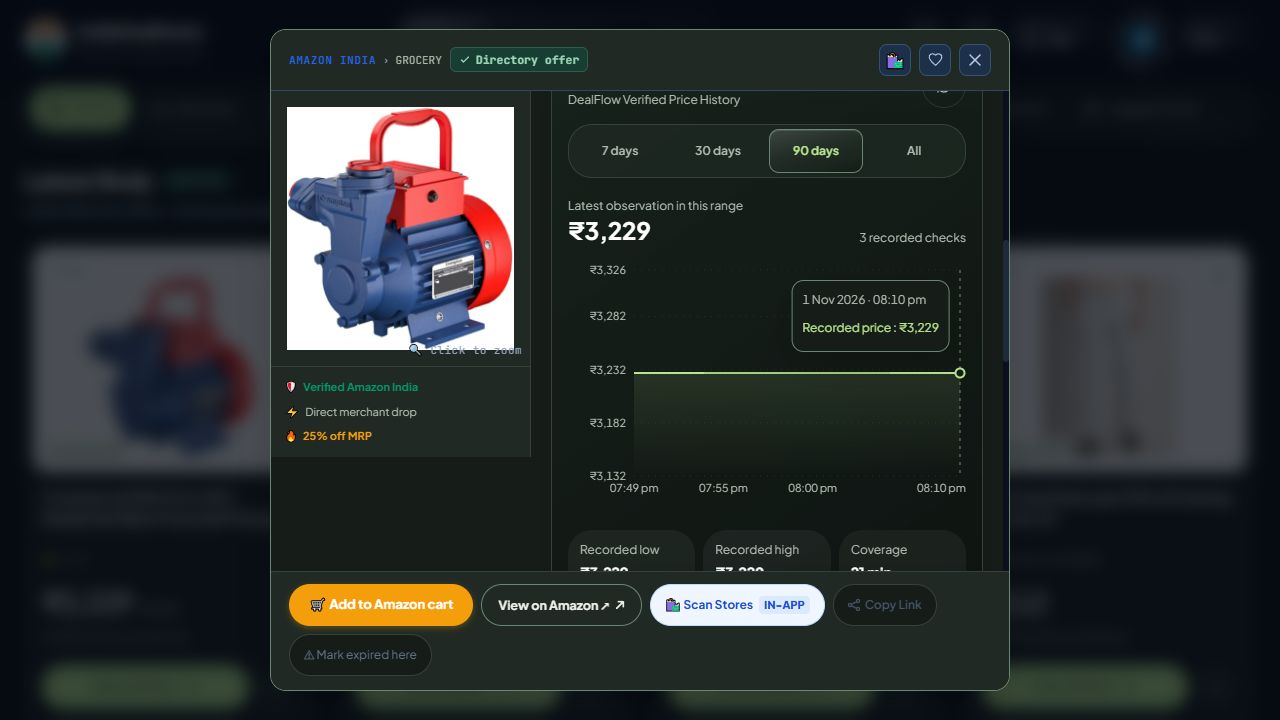 AMAZON INDIA › GROCERY ✓ Directory offer
DealFlow Verified Price History
7 days 30 days 90 days All
Latest observation in this range
₹3,229
3 recorded checks
₹3,326
₹3,282
₹3,232
₹3,182
₹3,132
1 Nov 2026 · 08:10 pm
Recorded price : ₹3,229
07:49 pm 07:55 pm 08:00 pm 08:10 pm
Click to zoom
Verified Amazon India
Direct merchant drop
25% off MRP
Recorded low Recorded high Coverage
Add to Amazon cart
View on Amazon ↗ ↗
Scan Stores IN-APP
Copy Link
⚠ Mark expired here